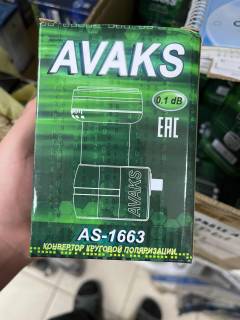 AVAKS
0.1 dB
EAC
AVAKS
AS-1663
КОНВЕРТОР КРУГОВОЙ ПОЛЯРИЗАЦИИ